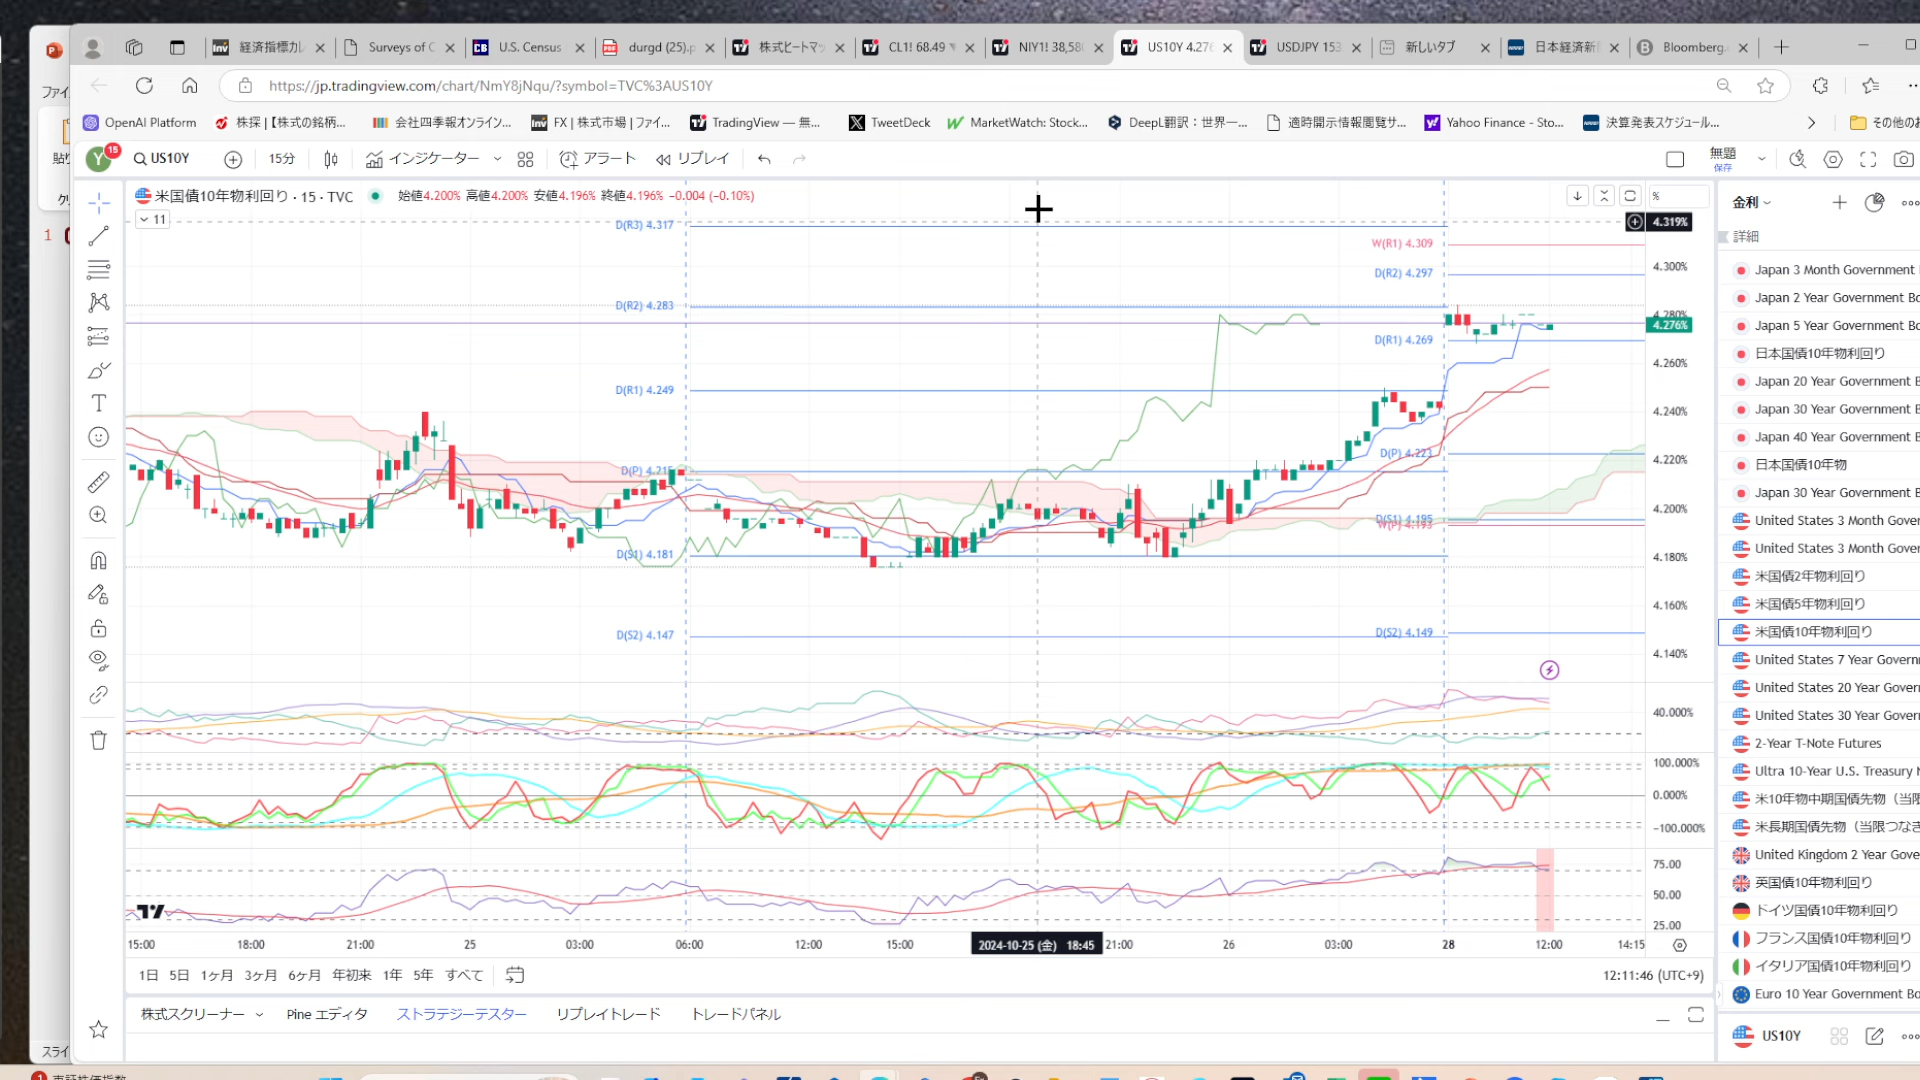 経済指標カレ
Surveys of C
U.S. Census
durgd (25).p
株式ヒートマッ
CL1! 68.49
NIY1! 38,580
US10Y 4.276
USDJPY 153
新しいタブ
日本経済新
Bloomberg.
ファイ
https://jp.tradingview.com/chart/NmY8jNqu/?symbol=TVC%3AUS10Y
OpenAI Platform
株探 |【株式の銘柄...
会社四季報オンライン...
FX | 株式市場 | ファイ...
TradingView — 無...
TweetDeck
MarketWatch: Stock...
DeepL翻訳：世界一...
適時開示情報閲覧サ...
Yahoo Finance - Sto...
決算発表スケジュール...
その他のお
貼り
Y
15
US10Y
15分
インジケーター
アラート
リプレイ
無題
保存
米国債10年物利回り · 15 · TVC
始値4.200% 高値4.200% 安値4.196% 終値4.196% −0.004 (−0.10%)
11
%
D(R3) 4.317
D(R2) 4.283
D(R1) 4.249
D(P) 4.215
D(S1) 4.181
D(S2) 4.147
W(R1) 4.309
D(R2) 4.297
D(R1) 4.269
D(P) 4.223
D(S1) 4.195
W(P) 4.193
D(S2) 4.149
4.319%
4.300%
4.280%
4.276%
4.260%
4.240%
4.220%
4.200%
4.180%
4.160%
4.140%
40.000%
100.000%
0.000%
−100.000%
75.00
50.00
25.00
15:00
18:00
21:00
25
03:00
06:00
12:00
15:00
2024-10-25 (金) 18:45
21:00
26
03:00
28
12:00
14:15
1日 5日 1ヶ月 3ヶ月 6ヶ月 年初来 1年 5年 すべて
12:11:46 (UTC+9)
株式スクリーナー
Pine エディタ
ストラテジーテスター
リプレイトレード
トレードパネル
金利
詳細
Japan 3 Month Government
Japan 2 Year Government Bo
Japan 5 Year Government Bo
日本国債10年物利回り
Japan 20 Year Government B
Japan 30 Year Government B
Japan 40 Year Government B
日本国債10年物
Japan 30 Year Government B
United States 3 Month Gover
United States 3 Month Gover
米国債2年物利回り
米国債5年物利回り
米国債10年物利回り
United States 7 Year Govern
United States 20 Year Gover
United States 30 Year Gover
2-Year T-Note Futures
Ultra 10-Year U.S. Treasury N
米10年物中期国債先物（当限
米長期国債先物（当限つなぎ
United Kingdom 2 Year Gove
英国債10年物利回り
ドイツ国債10年物利回り
フランス国債10年物利回り
イタリア国債10年物利回り
Euro 10 Year Government Bo
US10Y
1
スライ